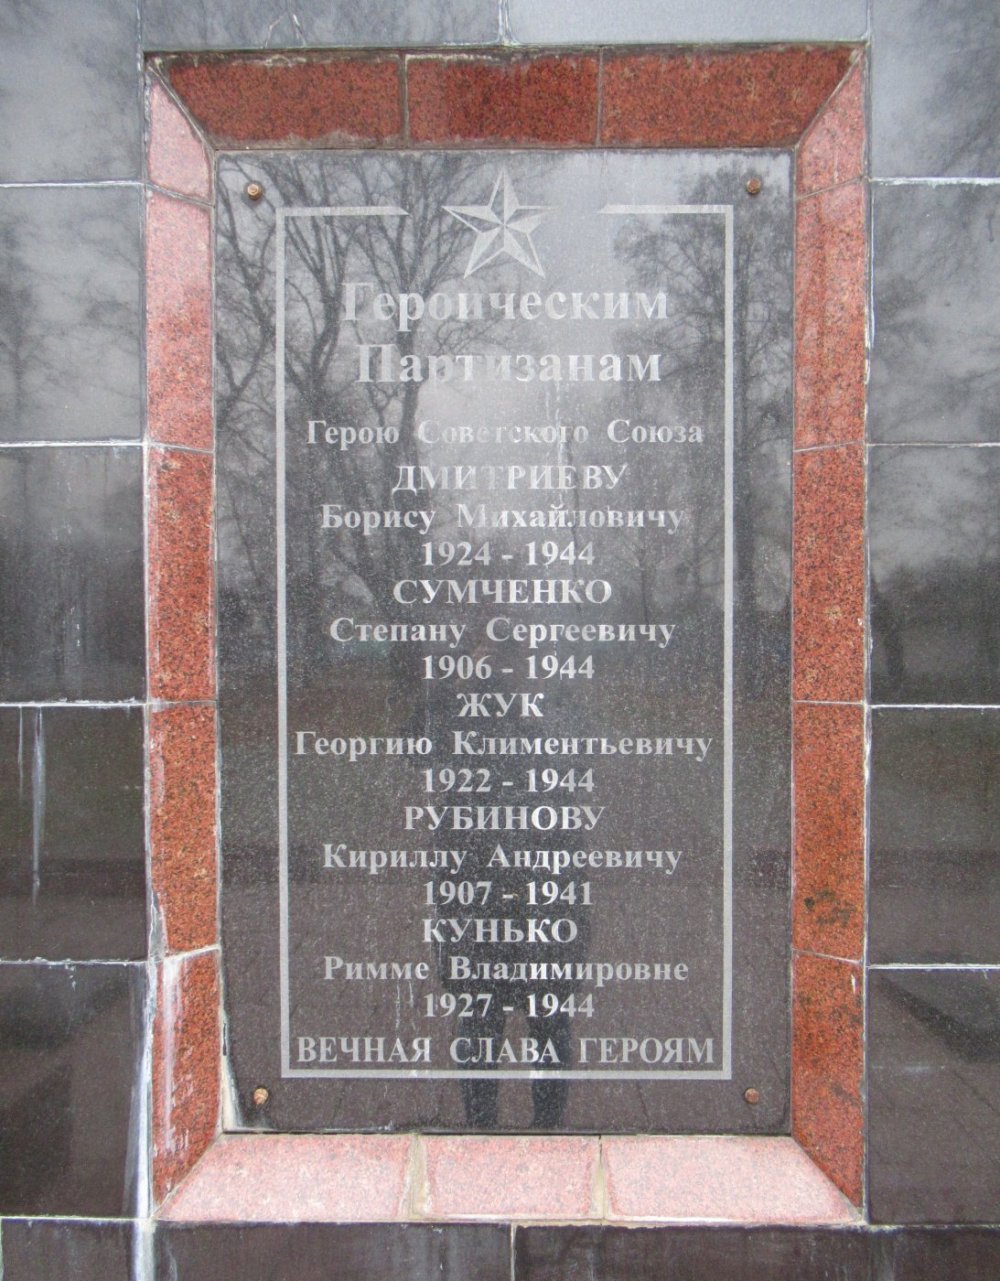 Героическим
Партизанам
Герою Советского Союза
ДМИТРИЕВУ
Борису Михайловичу
1924 - 1944
СУМЧЕНКО
Степану Сергеевичу
1906 - 1944
ЖУК
Георгию Климентьевичу
1922 - 1944
РУБИНОВУ
Кириллу Андреевичу
1907 - 1941
КУНЬКО
Римме Владимировне
1927 - 1944
ВЕЧНАЯ СЛАВА ГЕРОЯМ